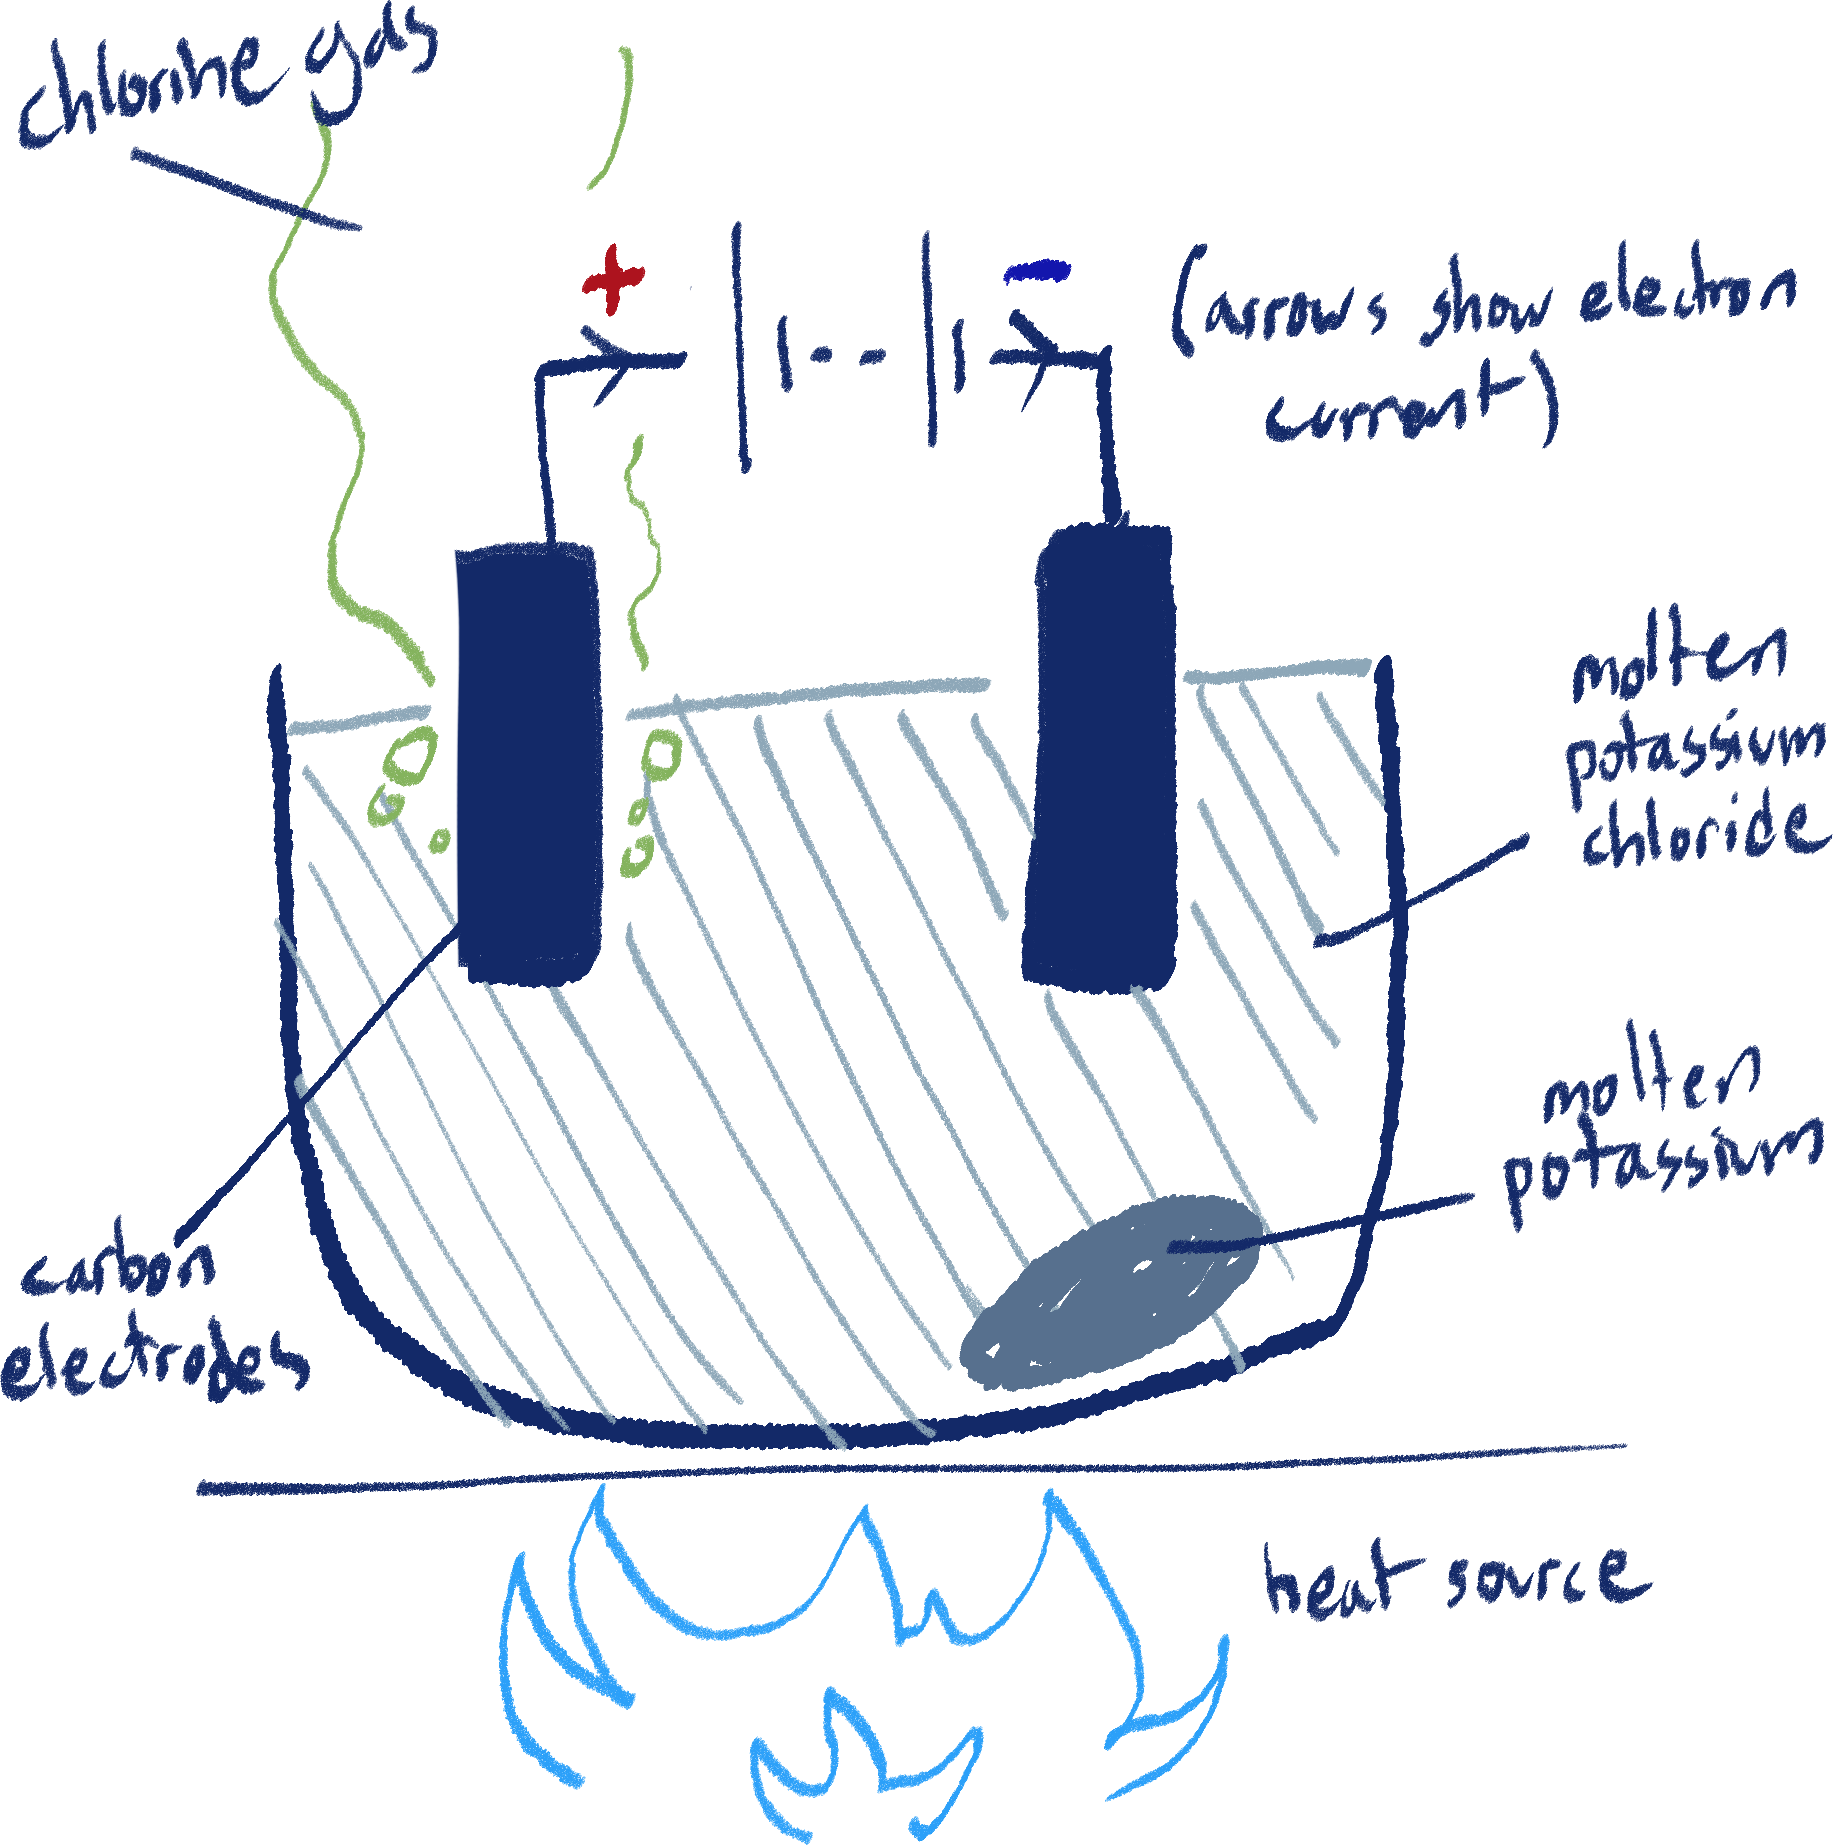 chlorine gas
+
-
(arrows show electron
current)
molten
potassium
chloride
molten
potassium
carbon
electrodes
heat source